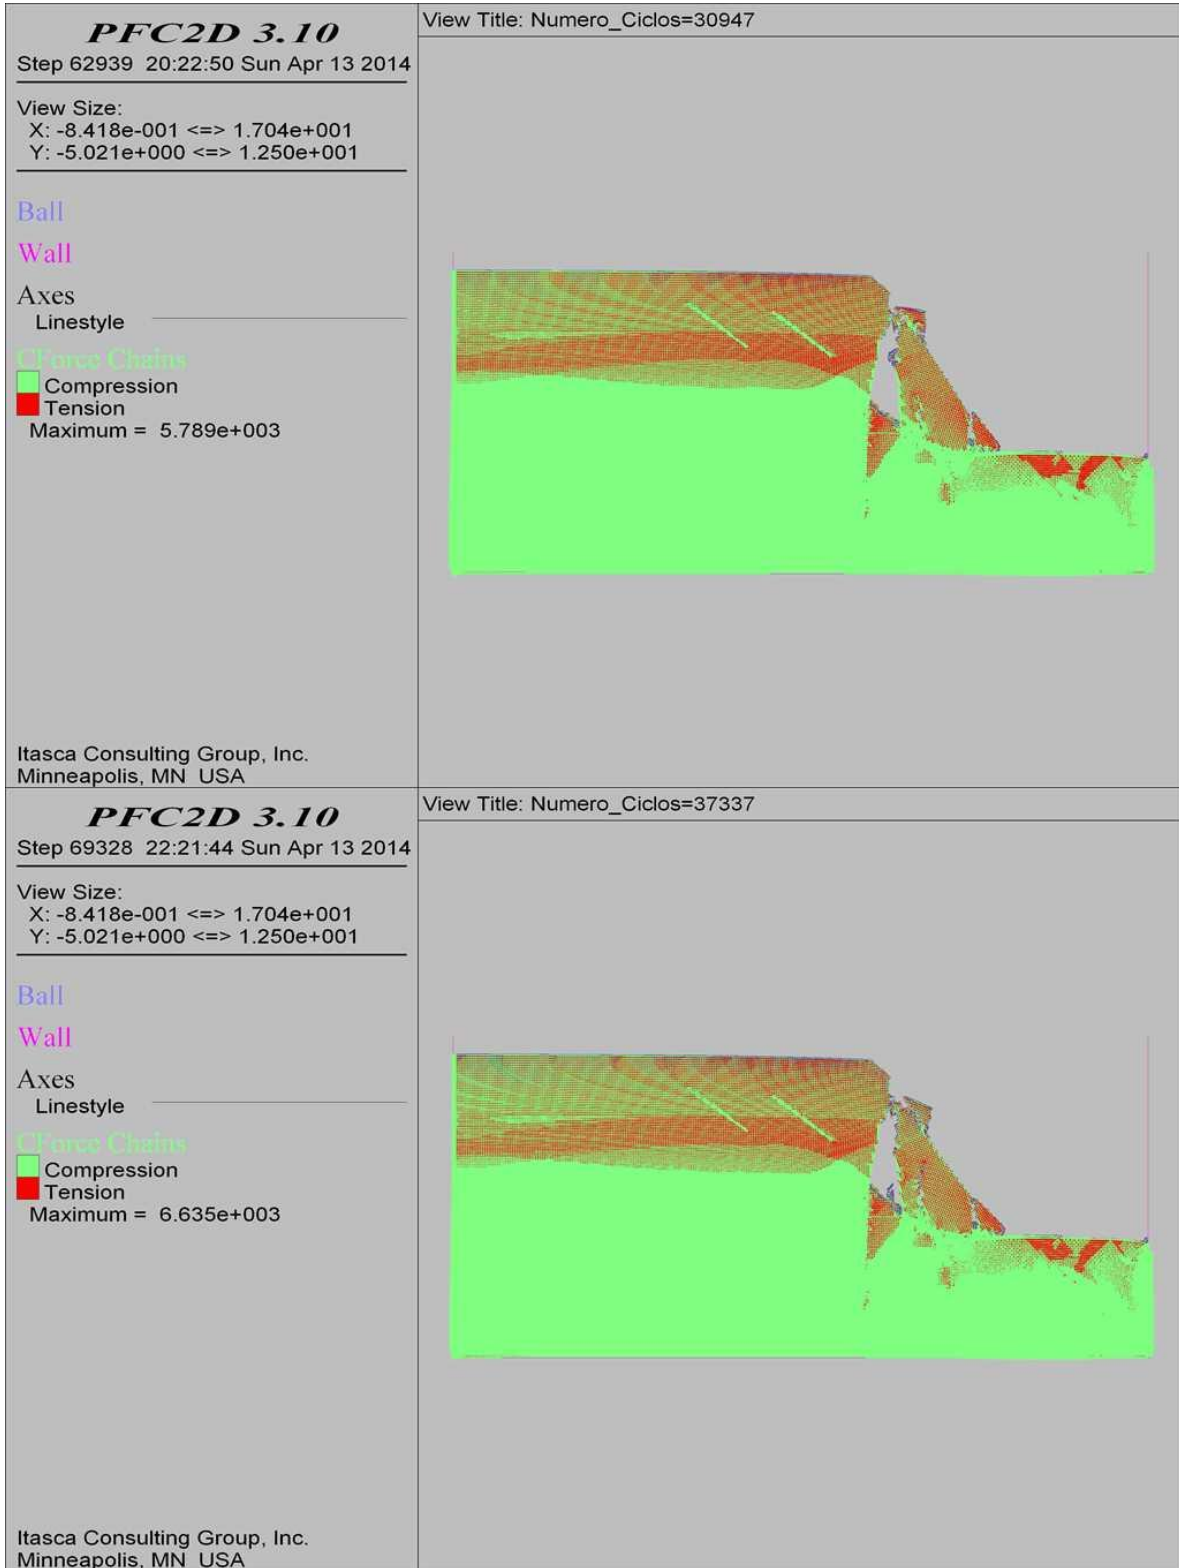 PFC2D 3.10
Step 62939 20:22:50 Sun Apr 13 2014
View Size:
X: -8.418e-001 <=> 1.704e+001
Y: -5.021e+000 <=> 1.250e+001
Ball
Wall
Axes
Linestyle
CForce Chains
Compression
Tension
Maximum = 5.789e+003
Itasca Consulting Group, Inc.
Minneapolis, MN USA
View Title: Numero_Ciclos=30947
PFC2D 3.10
Step 69328 22:21:44 Sun Apr 13 2014
View Size:
X: -8.418e-001 <=> 1.704e+001
Y: -5.021e+000 <=> 1.250e+001
Ball
Wall
Axes
Linestyle
CForce Chains
Compression
Tension
Maximum = 6.635e+003
Itasca Consulting Group, Inc.
Minneapolis, MN USA
View Title: Numero_Ciclos=37337